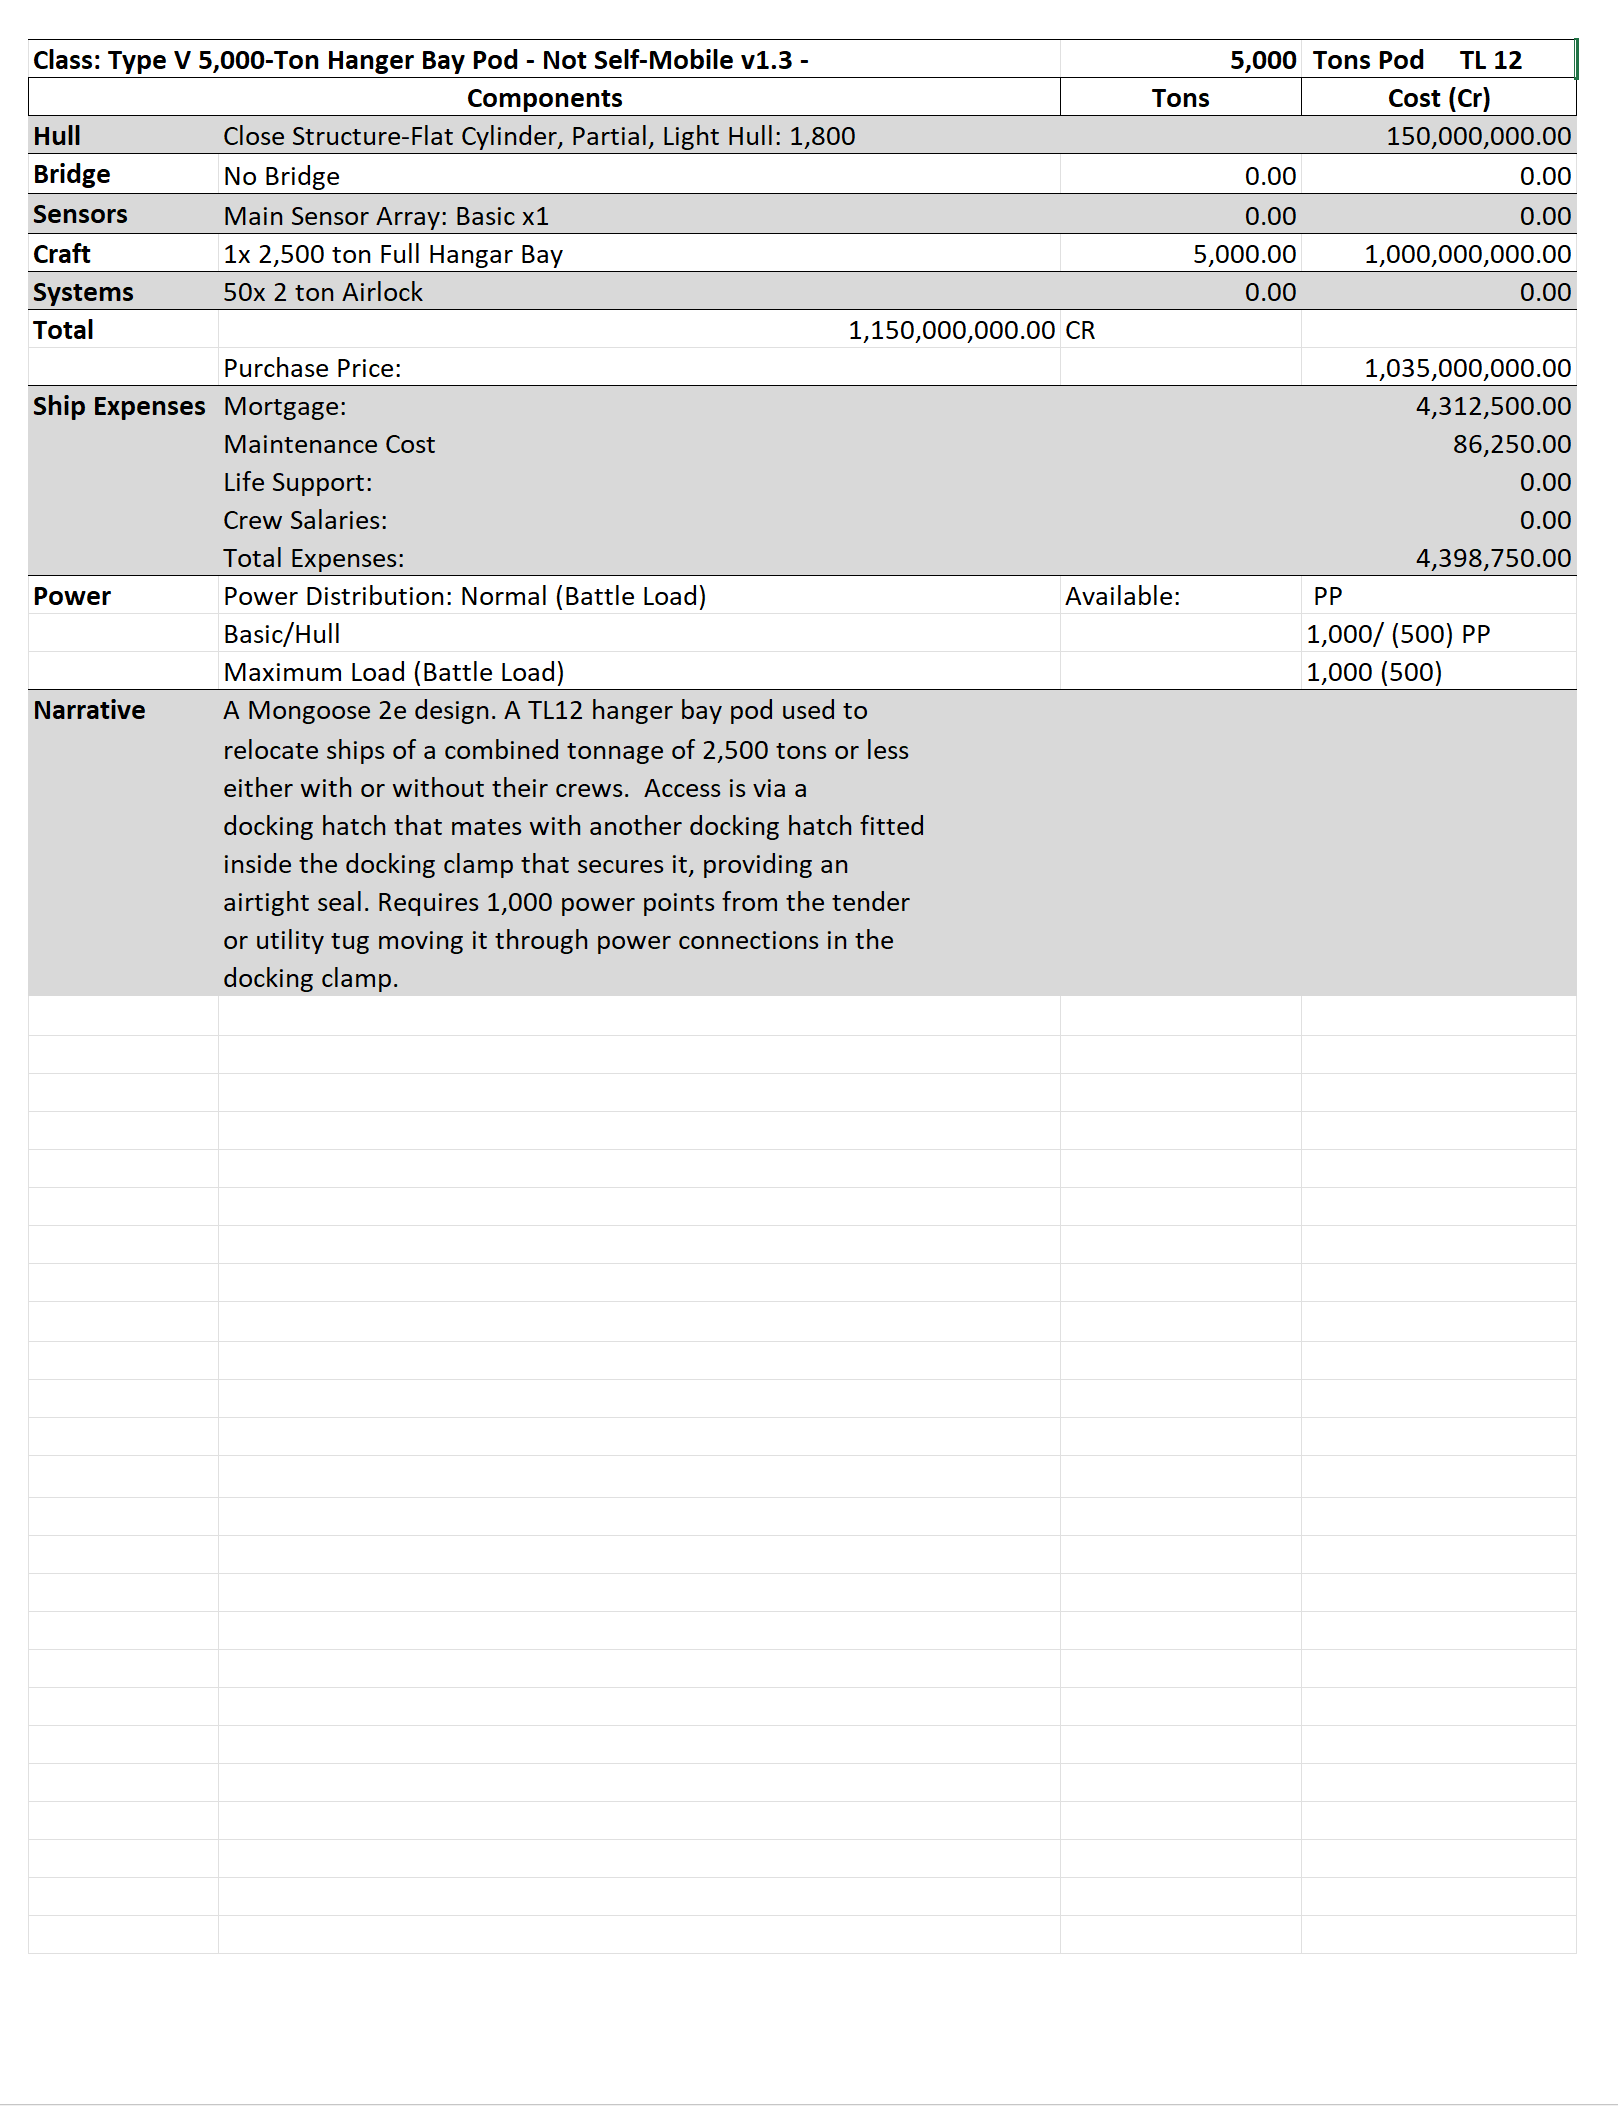 Class: Type V 5,000-Ton Hanger Bay Pod - Not Self-Mobile v1.3 - 5,000 Tons Pod TL 12
Components Tons Cost (Cr)
Hull Close Structure-Flat Cylinder, Partial, Light Hull: 1,800 150,000,000.00
Bridge No Bridge 0.00 0.00
Sensors Main Sensor Array: Basic x1 0.00 0.00
Craft 1x 2,500 ton Full Hangar Bay 5,000.00 1,000,000,000.00
Systems 50x 2 ton Airlock 0.00 0.00
Total 1,150,000,000.00 CR
Purchase Price: 1,035,000,000.00
Ship Expenses Mortgage: 4,312,500.00
Maintenance Cost 86,250.00
Life Support: 0.00
Crew Salaries: 0.00
Total Expenses: 4,398,750.00
Power Power Distribution: Normal (Battle Load) Available: PP
Basic/Hull 1,000/ (500) PP
Maximum Load (Battle Load) 1,000 (500)
Narrative A Mongoose 2e design. A TL12 hanger bay pod used to
relocate ships of a combined tonnage of 2,500 tons or less
either with or without their crews.  Access is via a
docking hatch that mates with another docking hatch fitted
inside the docking clamp that secures it, providing an
airtight seal. Requires 1,000 power points from the tender
or utility tug moving it through power connections in the
docking clamp.